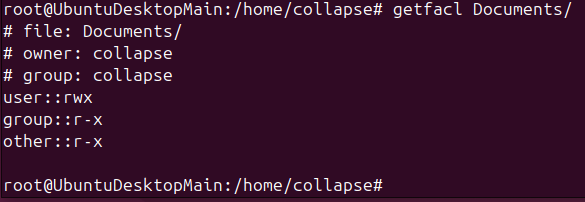 root@UbuntuDesktopMain:/home/collapse# getfacl Documents/
# file: Documents/
# owner: collapse
# group: collapse
user::rwx
group::r-x
other::r-x
root@UbuntuDesktopMain:/home/collapse#